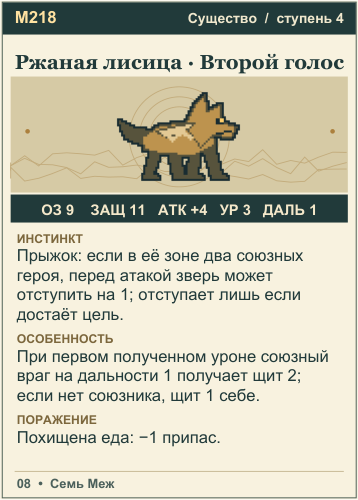 M218
Существо / ступень 4
Ржаная лисица · Второй голос
ОЗ 9 ЗАЩ 11 АТК +4 УР 3 ДАЛЬ 1
ИНСТИНКТ
Прыжок: если в её зоне два союзных
героя, перед атакой зверь может
отступить на 1; отступает лишь если
достаёт цель.
ОСОБЕННОСТЬ
При первом полученном уроне союзный
враг на дальности 1 получает щит 2;
если нет союзника, щит 1 себе.
ПОРАЖЕНИЕ
Похищена еда: −1 припас.
08 • Семь Меж